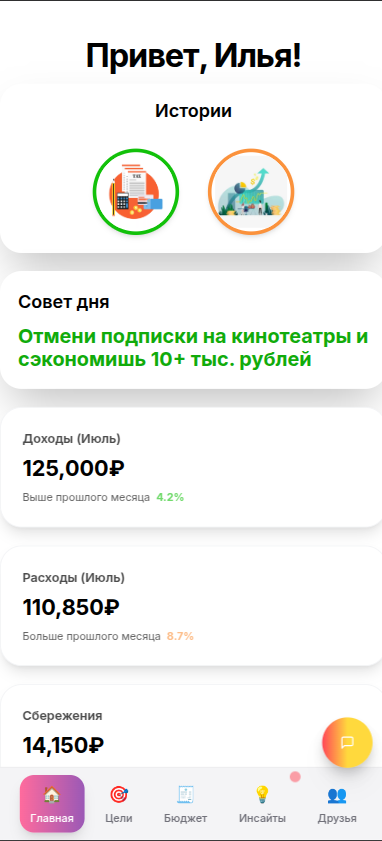 Привет, Илья!
Истории
Совет дня
Отмени подписки на кинотеатры и
сэкономишь 10+ тыс. рублей
Доходы (Июль)
125,000₽
Выше прошлого месяца 4.2%
Расходы (Июль)
110,850₽
Больше прошлого месяца 8.7%
Сбережения
14,150₽
Главная Цели Бюджет Инсайты Друзья